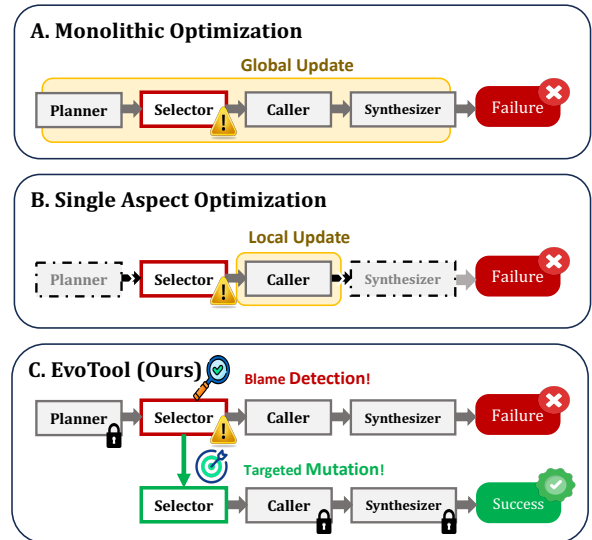 A. Monolithic Optimization
Global Update
Planner
Selector
Caller
Synthesizer
Failure
B. Single Aspect Optimization
Local Update
Planner
Selector
Caller
Synthesizer
Failure
C. EvoTool (Ours)
Blame Detection!
Planner
Selector
Caller
Synthesizer
Failure
Targeted Mutation!
Selector
Caller
Synthesizer
Success